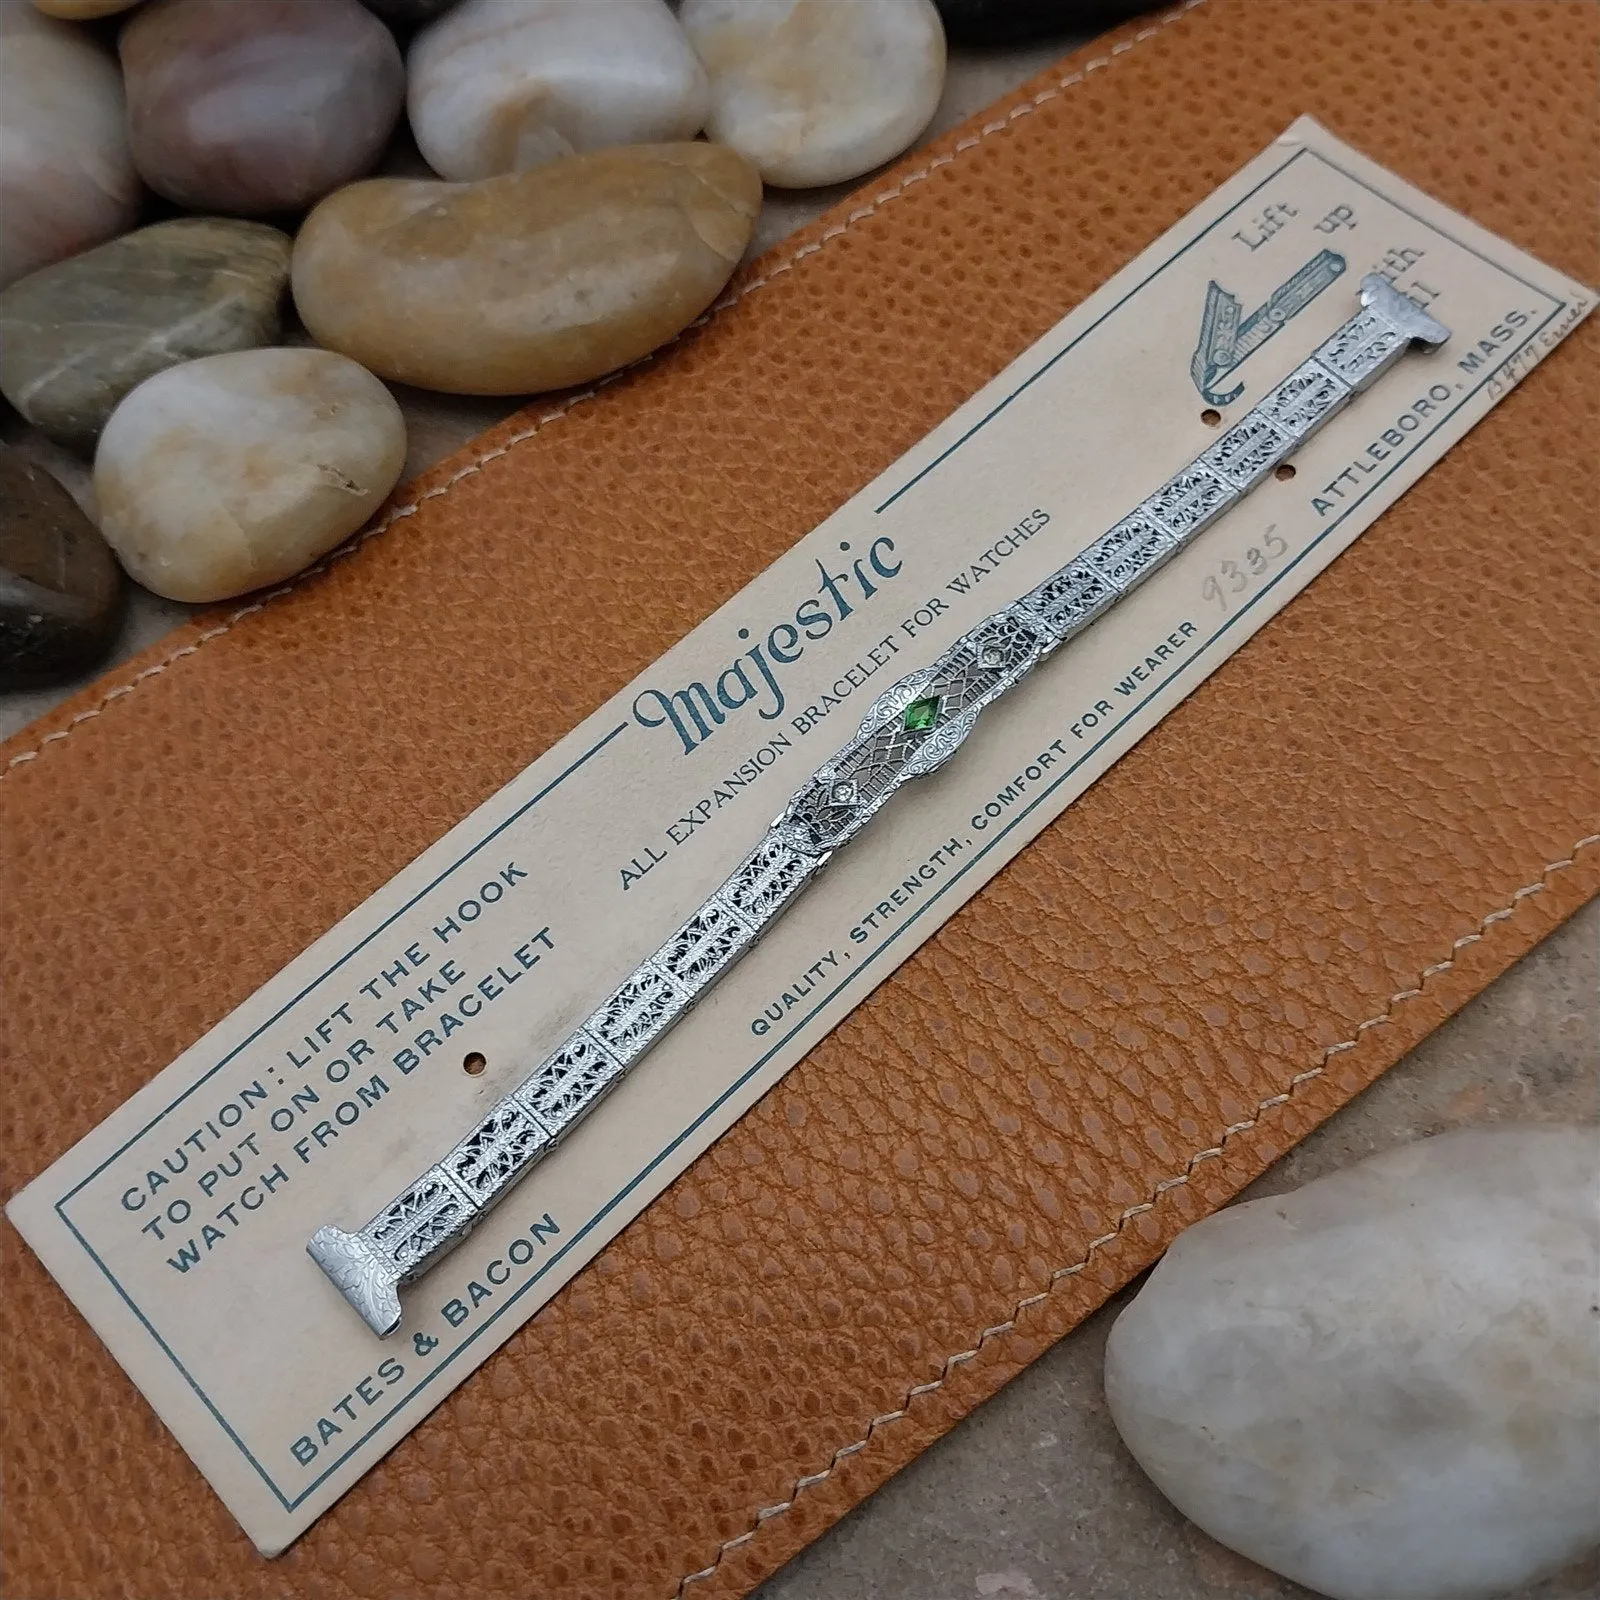 Lift up
Majestic
ALL EXPANSION BRACELET FOR WATCHES
CAUTION: LIFT THE HOOK
TO PUT ON OR TAKE
WATCH FROM BRACELET
QUALITY, STRENGTH, COMFORT FOR WEARER
9335
BATES & BACON
ATTLEBORO, MASS.